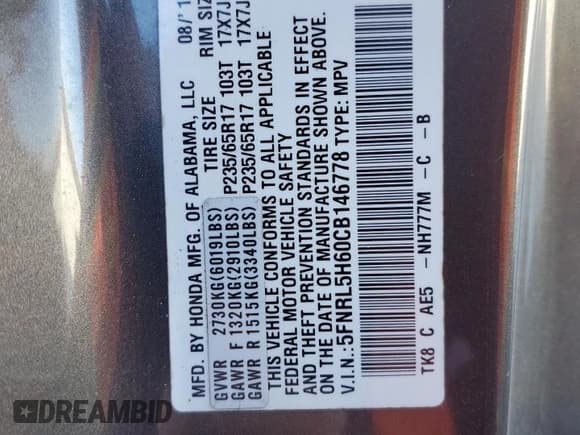 MFD. BY HONDA MFG. OF ALABAMA, LLC 08/'1
TIRE SIZE RIM SIZ
GVWR 2730KG(6019LBS)
GAWR F 1320KG(2910LBS) P235/65R17 103T 17X7J
GAWR R 1515KG(3340LBS) P235/65R17 103T 17X7J
THIS VEHICLE CONFORMS TO ALL APPLICABLE
FEDERAL MOTOR VEHICLE SAFETY
AND THEFT PREVENTION STANDARDS IN EFFECT
ON THE DATE OF MANUFACTURE SHOWN ABOVE.
V.I.N.:5FNRL5H60CB146778 TYPE: MPV
TK8 C AE5 -NH777M -C -B
DREAMBID